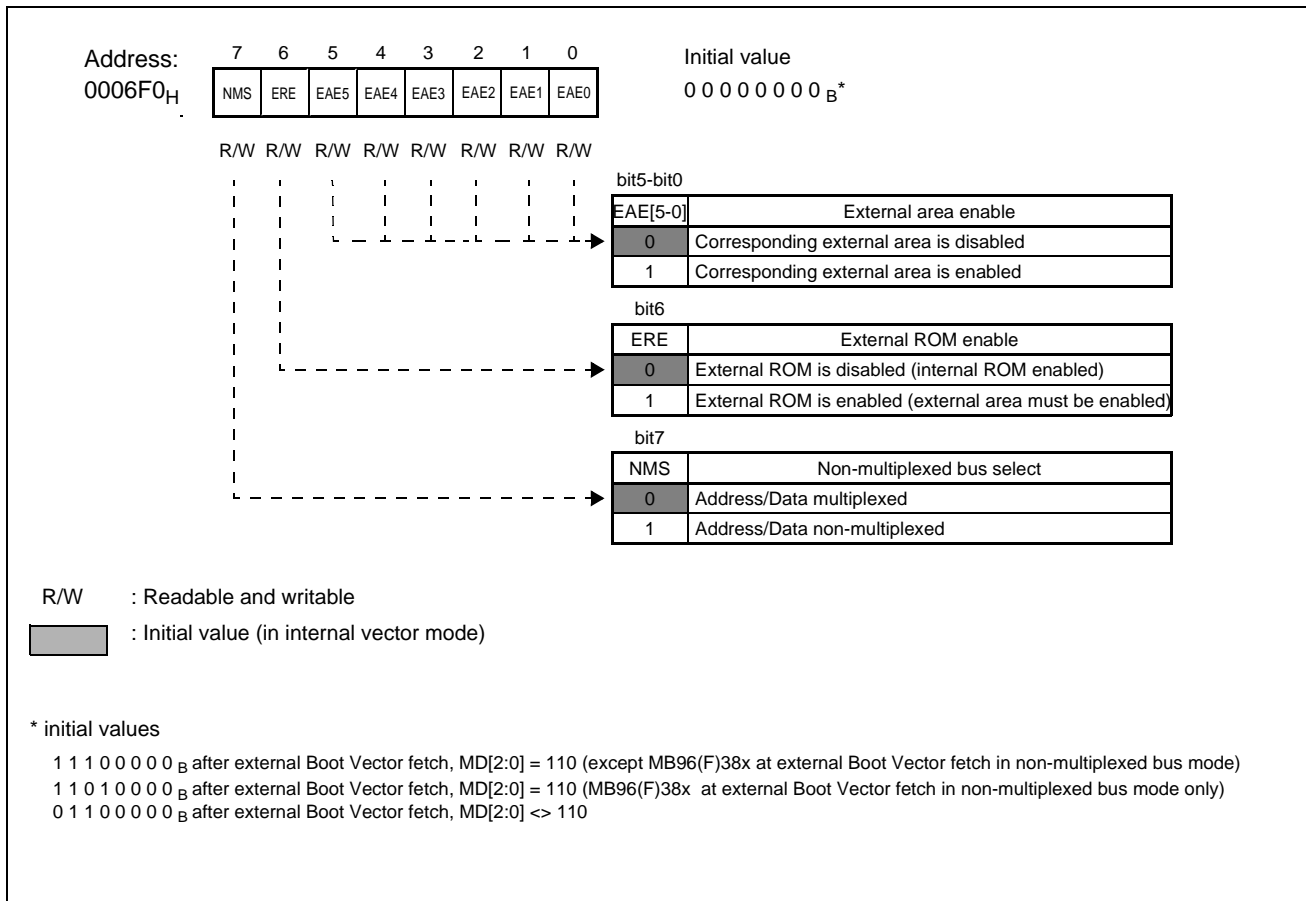 Address: 7 6 5 4 3 2 1 0 Initial value
0006F0H NMS ERE EAE5 EAE4 EAE3 EAE2 EAE1 EAE0 0 0 0 0 0 0 0 0 B*
R/W R/W R/W R/W R/W R/W R/W R/W
bit5-bit0
EAE[5-0] External area enable
0 Corresponding external area is disabled
1 Corresponding external area is enabled
bit6
ERE External ROM enable
0 External ROM is disabled (internal ROM enabled)
1 External ROM is enabled (external area must be enabled)
bit7
NMS Non-multiplexed bus select
0 Address/Data multiplexed
1 Address/Data non-multiplexed
R/W : Readable and writable
: Initial value (in internal vector mode)
* initial values
1 1 1 0 0 0 0 0 B after external Boot Vector fetch, MD[2:0] = 110 (except MB96(F)38x at external Boot Vector fetch in non-multiplexed bus mode)
1 1 0 1 0 0 0 0 B after external Boot Vector fetch, MD[2:0] = 110 (MB96(F)38x at external Boot Vector fetch in non-multiplexed bus mode only)
0 1 1 0 0 0 0 0 B after external Boot Vector fetch, MD[2:0] <> 110